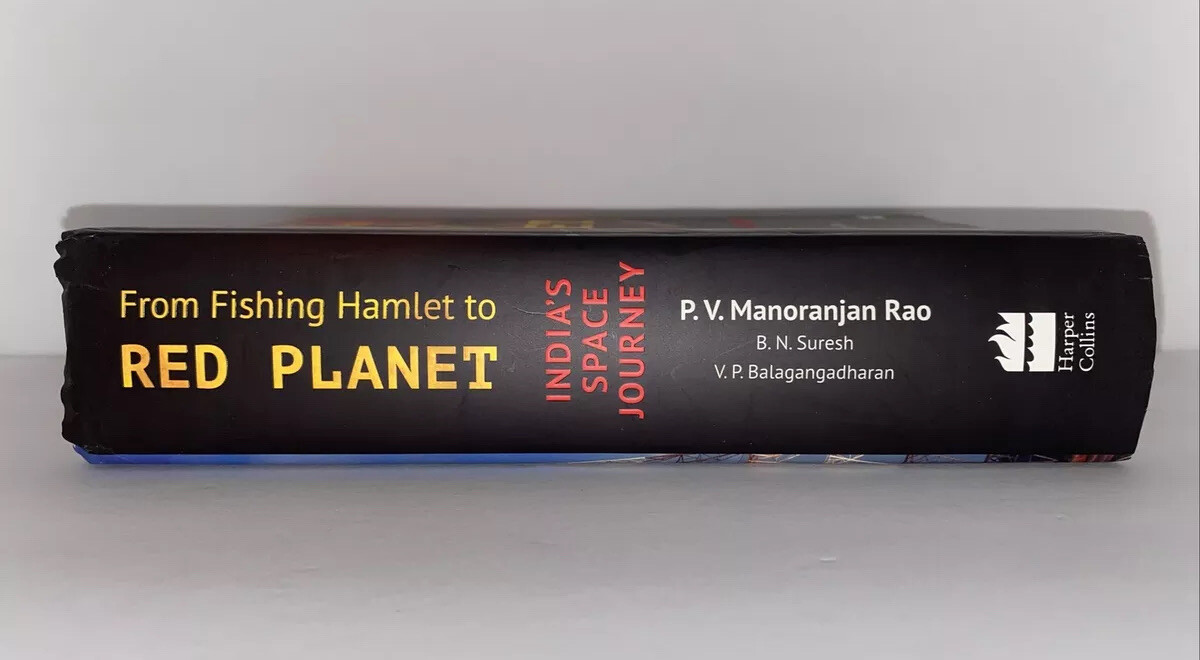 From Fishing Hamlet to
RED PLANET
INDIA'S
SPACE
JOURNEY
P. V. Manoranjan Rao
B. N. Suresh
V. P. Balagangadharan
Harper
Collins